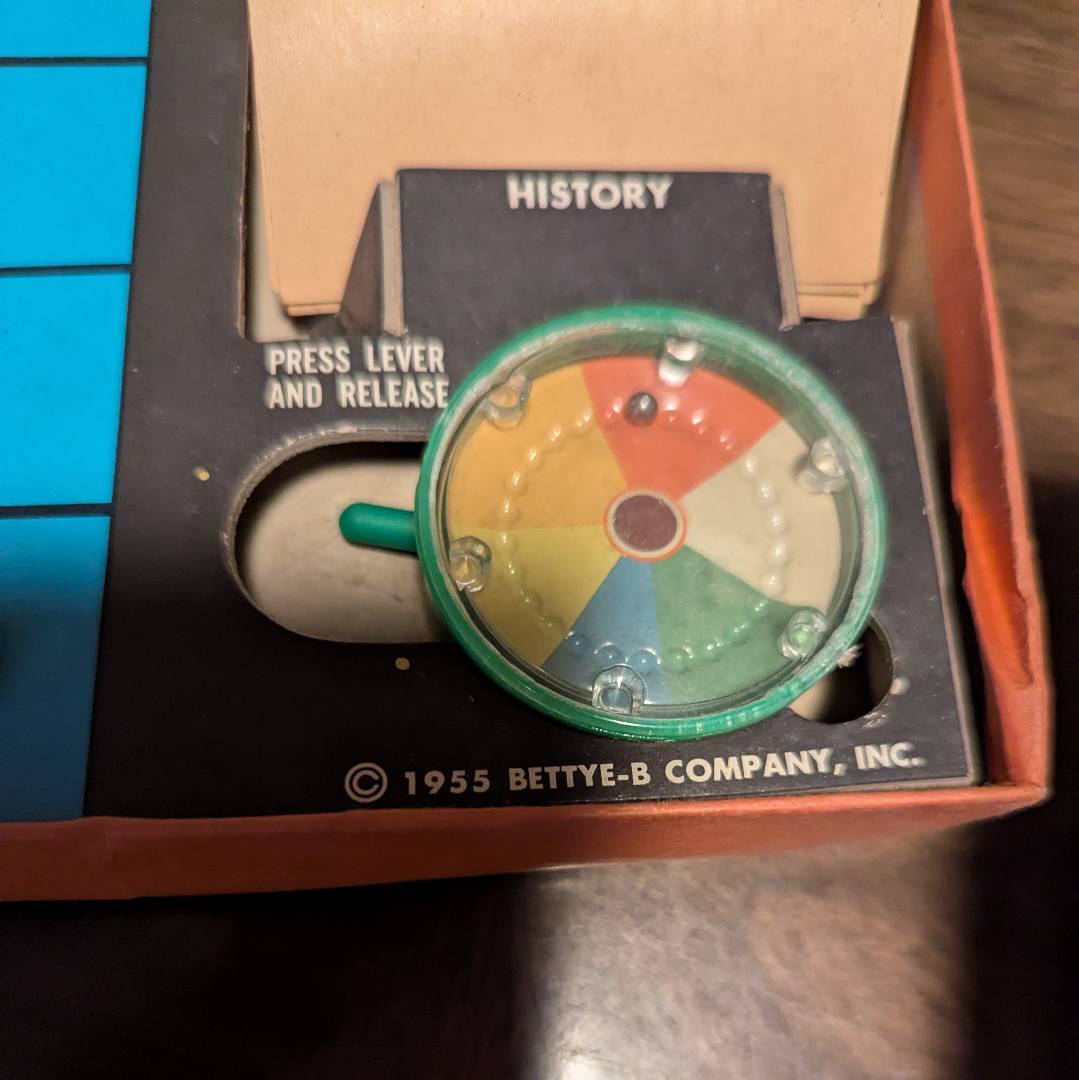 HISTORY
PRESS LEVER
AND RELEASE
© 1955 BETTYE-B COMPANY, INC.